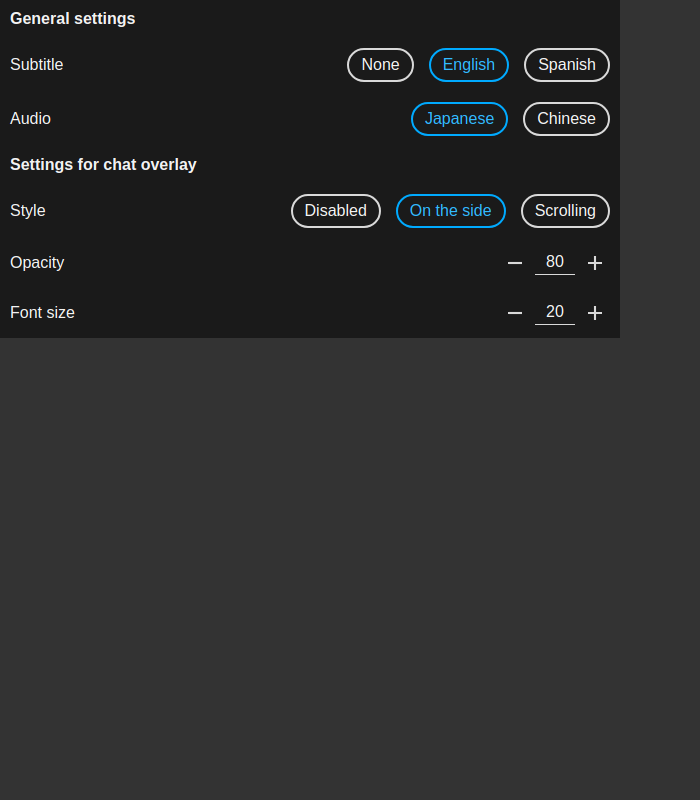 General settings
Subtitle None English Spanish
Audio Japanese Chinese
Settings for chat overlay
Style Disabled On the side Scrolling
Opacity 80
Font size 20